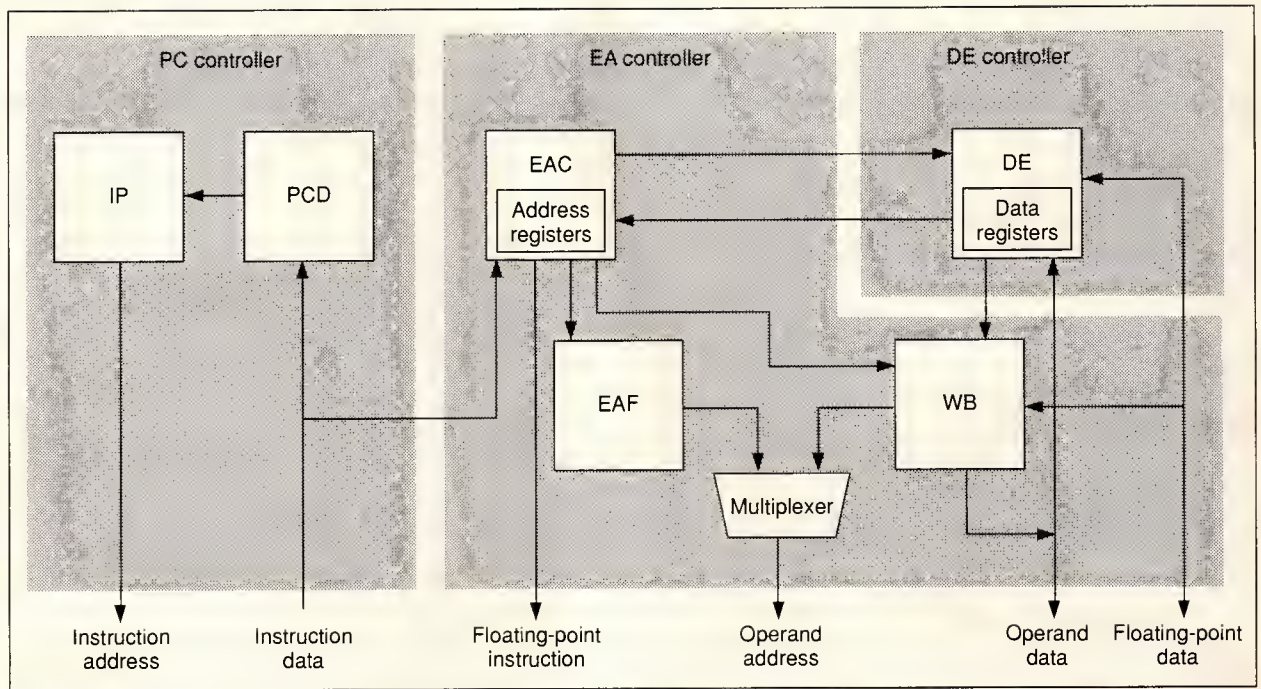 PC controller
EA controller
DE controller
IP
PCD
EAC
Address
registers
DE
Data
registers
EAF
WB
Multiplexer
Instruction
address
Instruction
data
Floating-point
instruction
Operand
address
Operand
data
Floating-point
data